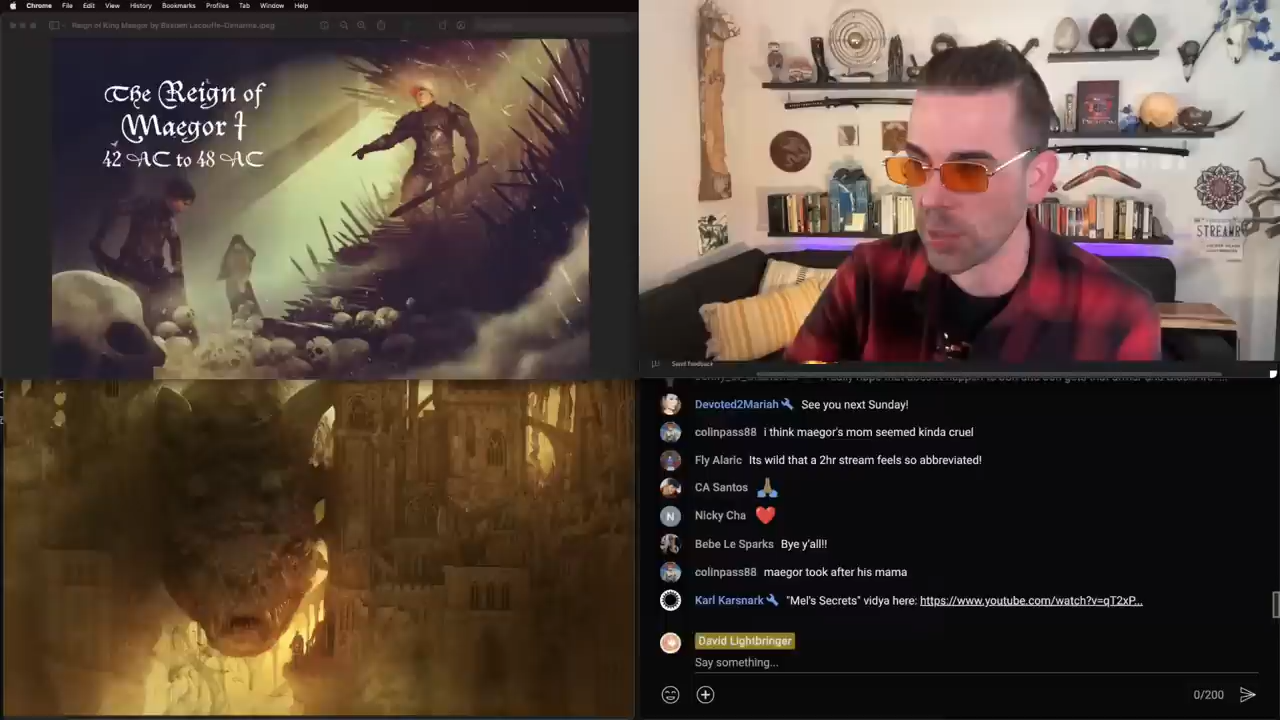 Chrome File Edit View History Bookmarks Profiles Tab Window Help
The Reign of
Maegor I
42 AC to 48 AC
STREAMR
Send feedback
Devoted2Mariah See you next Sunday!
colinpass88 i think maegor's mom seemed kinda cruel
Fly Alaric Its wild that a 2hr stream feels so abbreviated!
CA Santos 🙏
N Nicky Cha ❤️
Bebe Le Sparks Bye y'all!!
colinpass88 maegor took after his mama
Karl Karsnark "Mel's Secrets" vidya here: https://www.youtube.com/watch?v=qT2xP...
David Lightbringer
Say something...
0/200